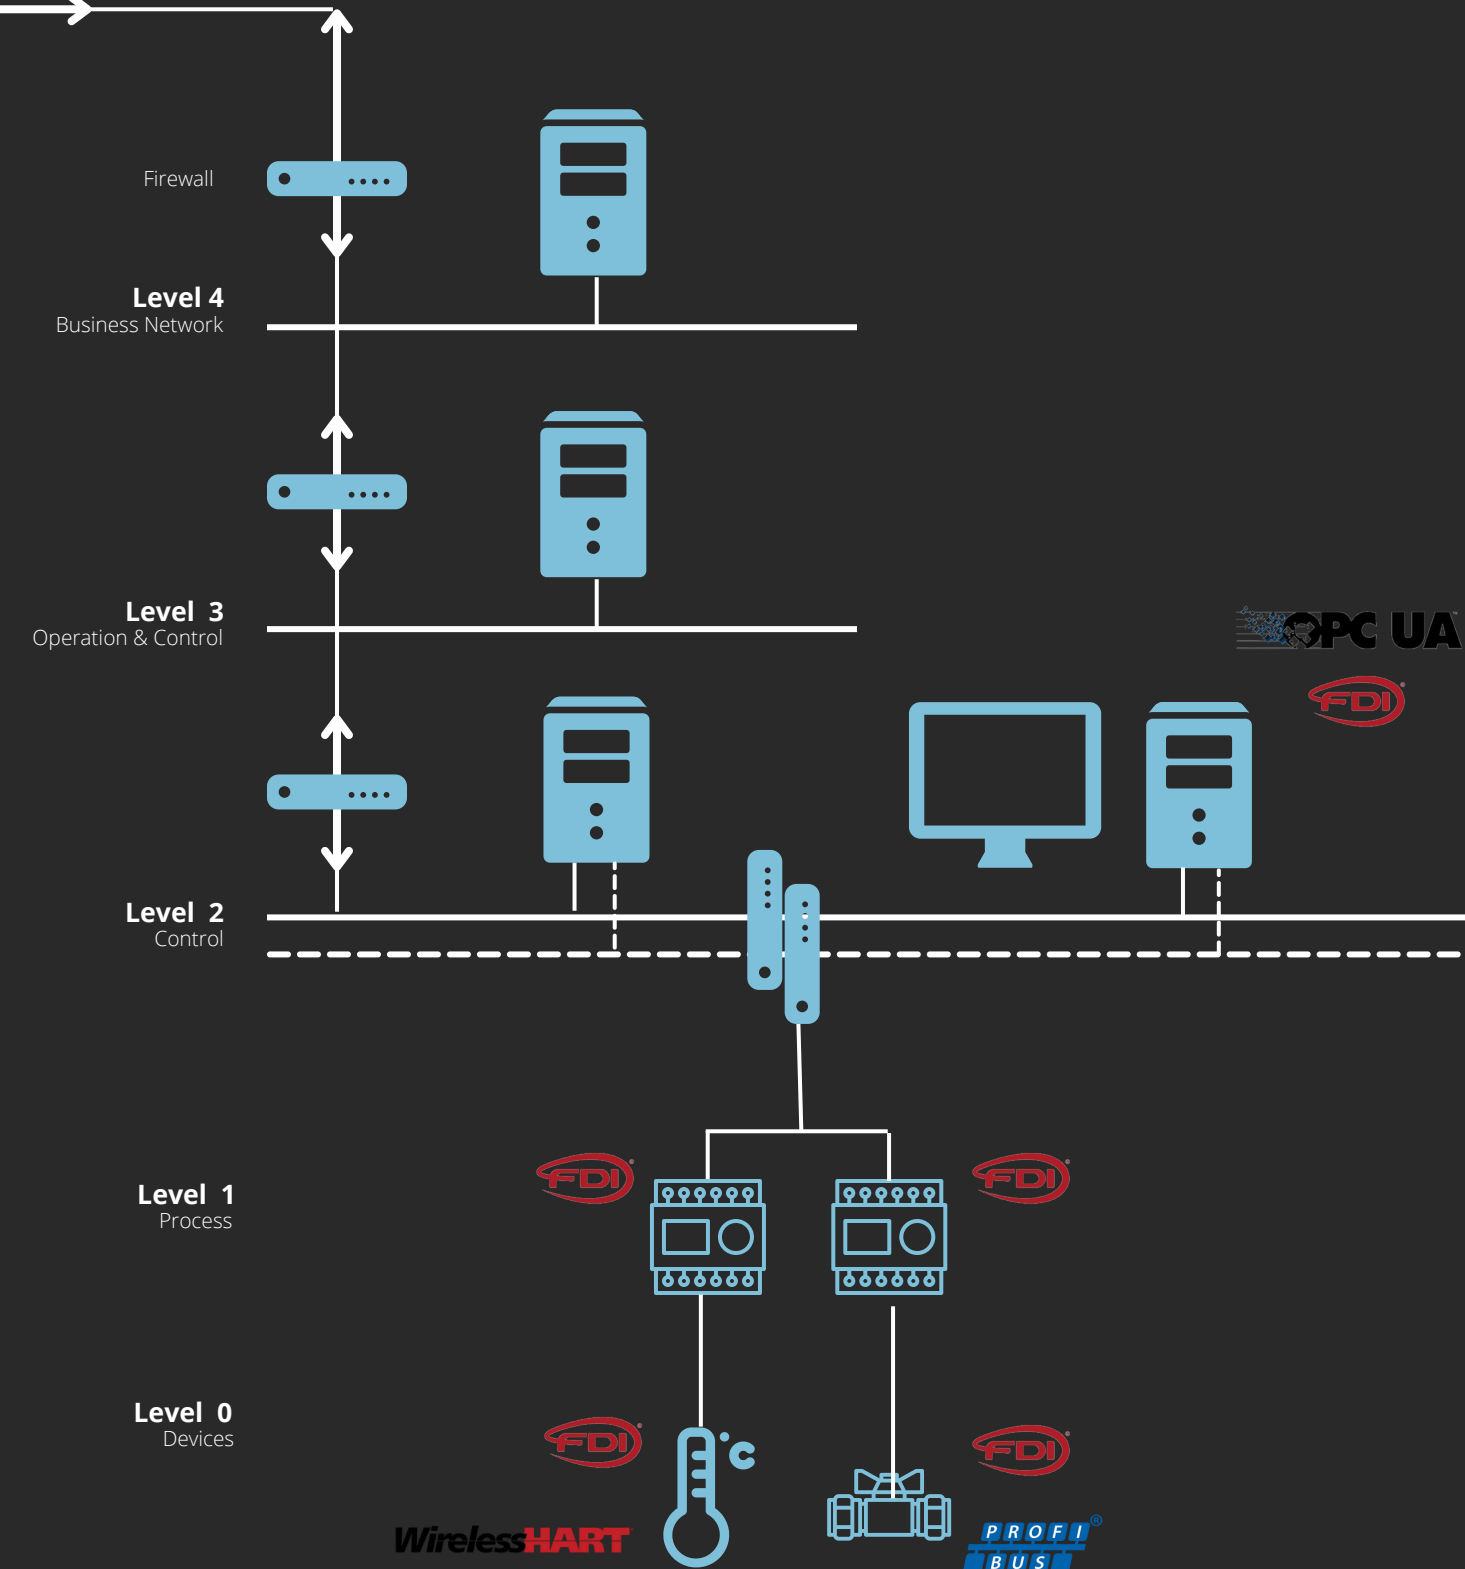 Firewall
Level 4
Business Network
Level 3
Operation & Control
OPC UA
FDI
Level 2
Control
FDI
FDI
Level 1
Process
Level 0
Devices
FDI
FDI
°C
WirelessHART
PROFI®
BUS